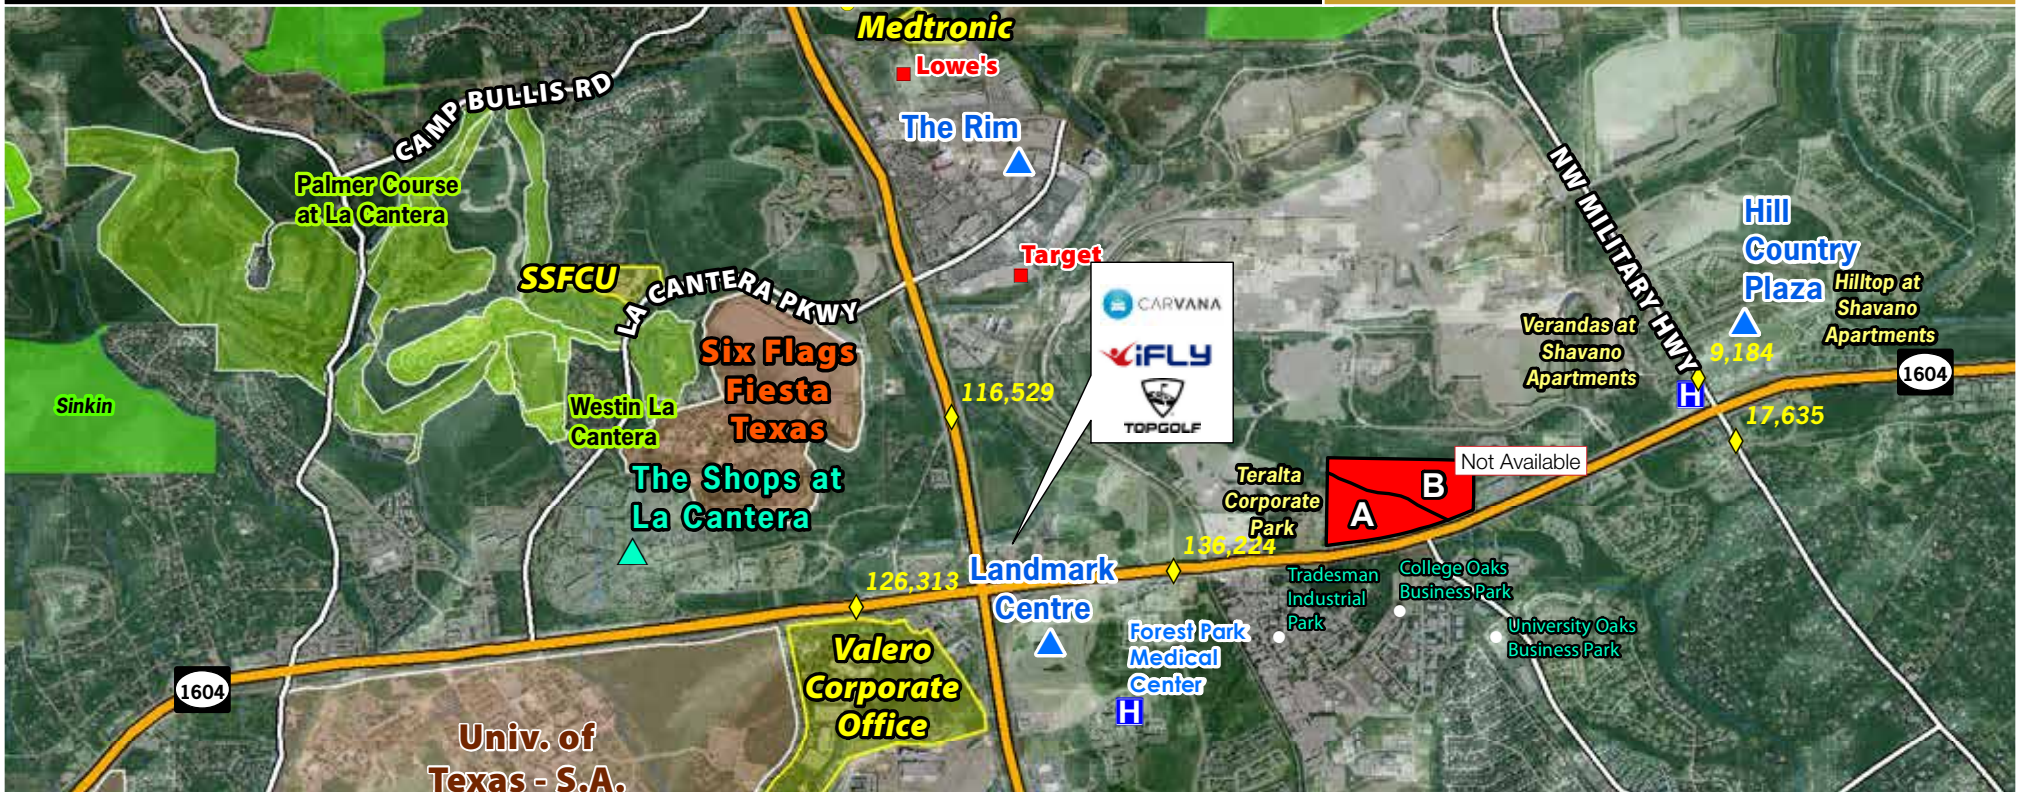 Medtronic
Lowe's
CAMP BULLIS RD
The Rim
Palmer Course
at La Cantera
NW MILITARY HWY
Hill
Country
Plaza
Target
SSFCU
LA CANTERA PKWY
CARVANA
iFLY
TOPGOLF
Hilltop at
Shavano
Apartments
Verandas at
Shavano
Apartments
9,184
1604
H
17,635
Six Flags
Fiesta
Texas
116,529
Sinkin
Westin La
Cantera
The Shops at
La Cantera
Not Available
Teralta
Corporate
Park
B
A
136,224
126,313
Landmark
Centre
Tradesman
Industrial
Park
College Oaks
Business Park
University Oaks
Business Park
Forest Park
Medical
Center
H
Valero
Corporate
Office
1604
Univ. of
Texas - S.A.